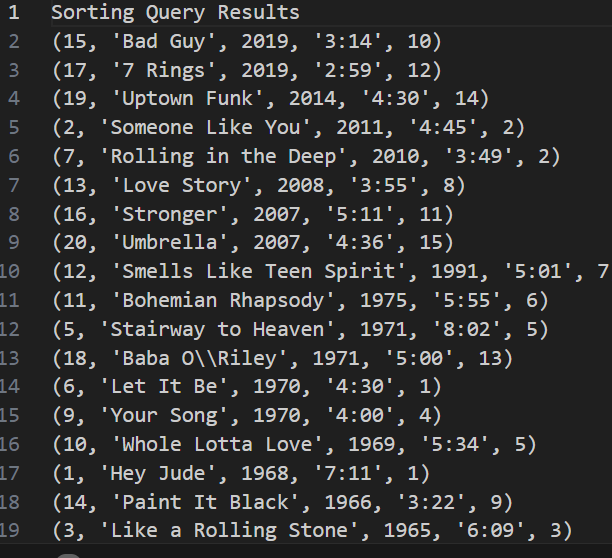 1 Sorting Query Results
2 (15, 'Bad Guy', 2019, '3:14', 10)
3 (17, '7 Rings', 2019, '2:59', 12)
4 (19, 'Uptown Funk', 2014, '4:30', 14)
5 (2, 'Someone Like You', 2011, '4:45', 2)
6 (7, 'Rolling in the Deep', 2010, '3:49', 2)
7 (13, 'Love Story', 2008, '3:55', 8)
8 (16, 'Stronger', 2007, '5:11', 11)
9 (20, 'Umbrella', 2007, '4:36', 15)
10 (12, 'Smells Like Teen Spirit', 1991, '5:01', 7
11 (11, 'Bohemian Rhapsody', 1975, '5:55', 6)
12 (5, 'Stairway to Heaven', 1971, '8:02', 5)
13 (18, 'Baba O\\Riley', 1971, '5:00', 13)
14 (6, 'Let It Be', 1970, '4:30', 1)
15 (9, 'Your Song', 1970, '4:00', 4)
16 (10, 'Whole Lotta Love', 1969, '5:34', 5)
17 (1, 'Hey Jude', 1968, '7:11', 1)
18 (14, 'Paint It Black', 1966, '3:22', 9)
19 (3, 'Like a Rolling Stone', 1965, '6:09', 3)